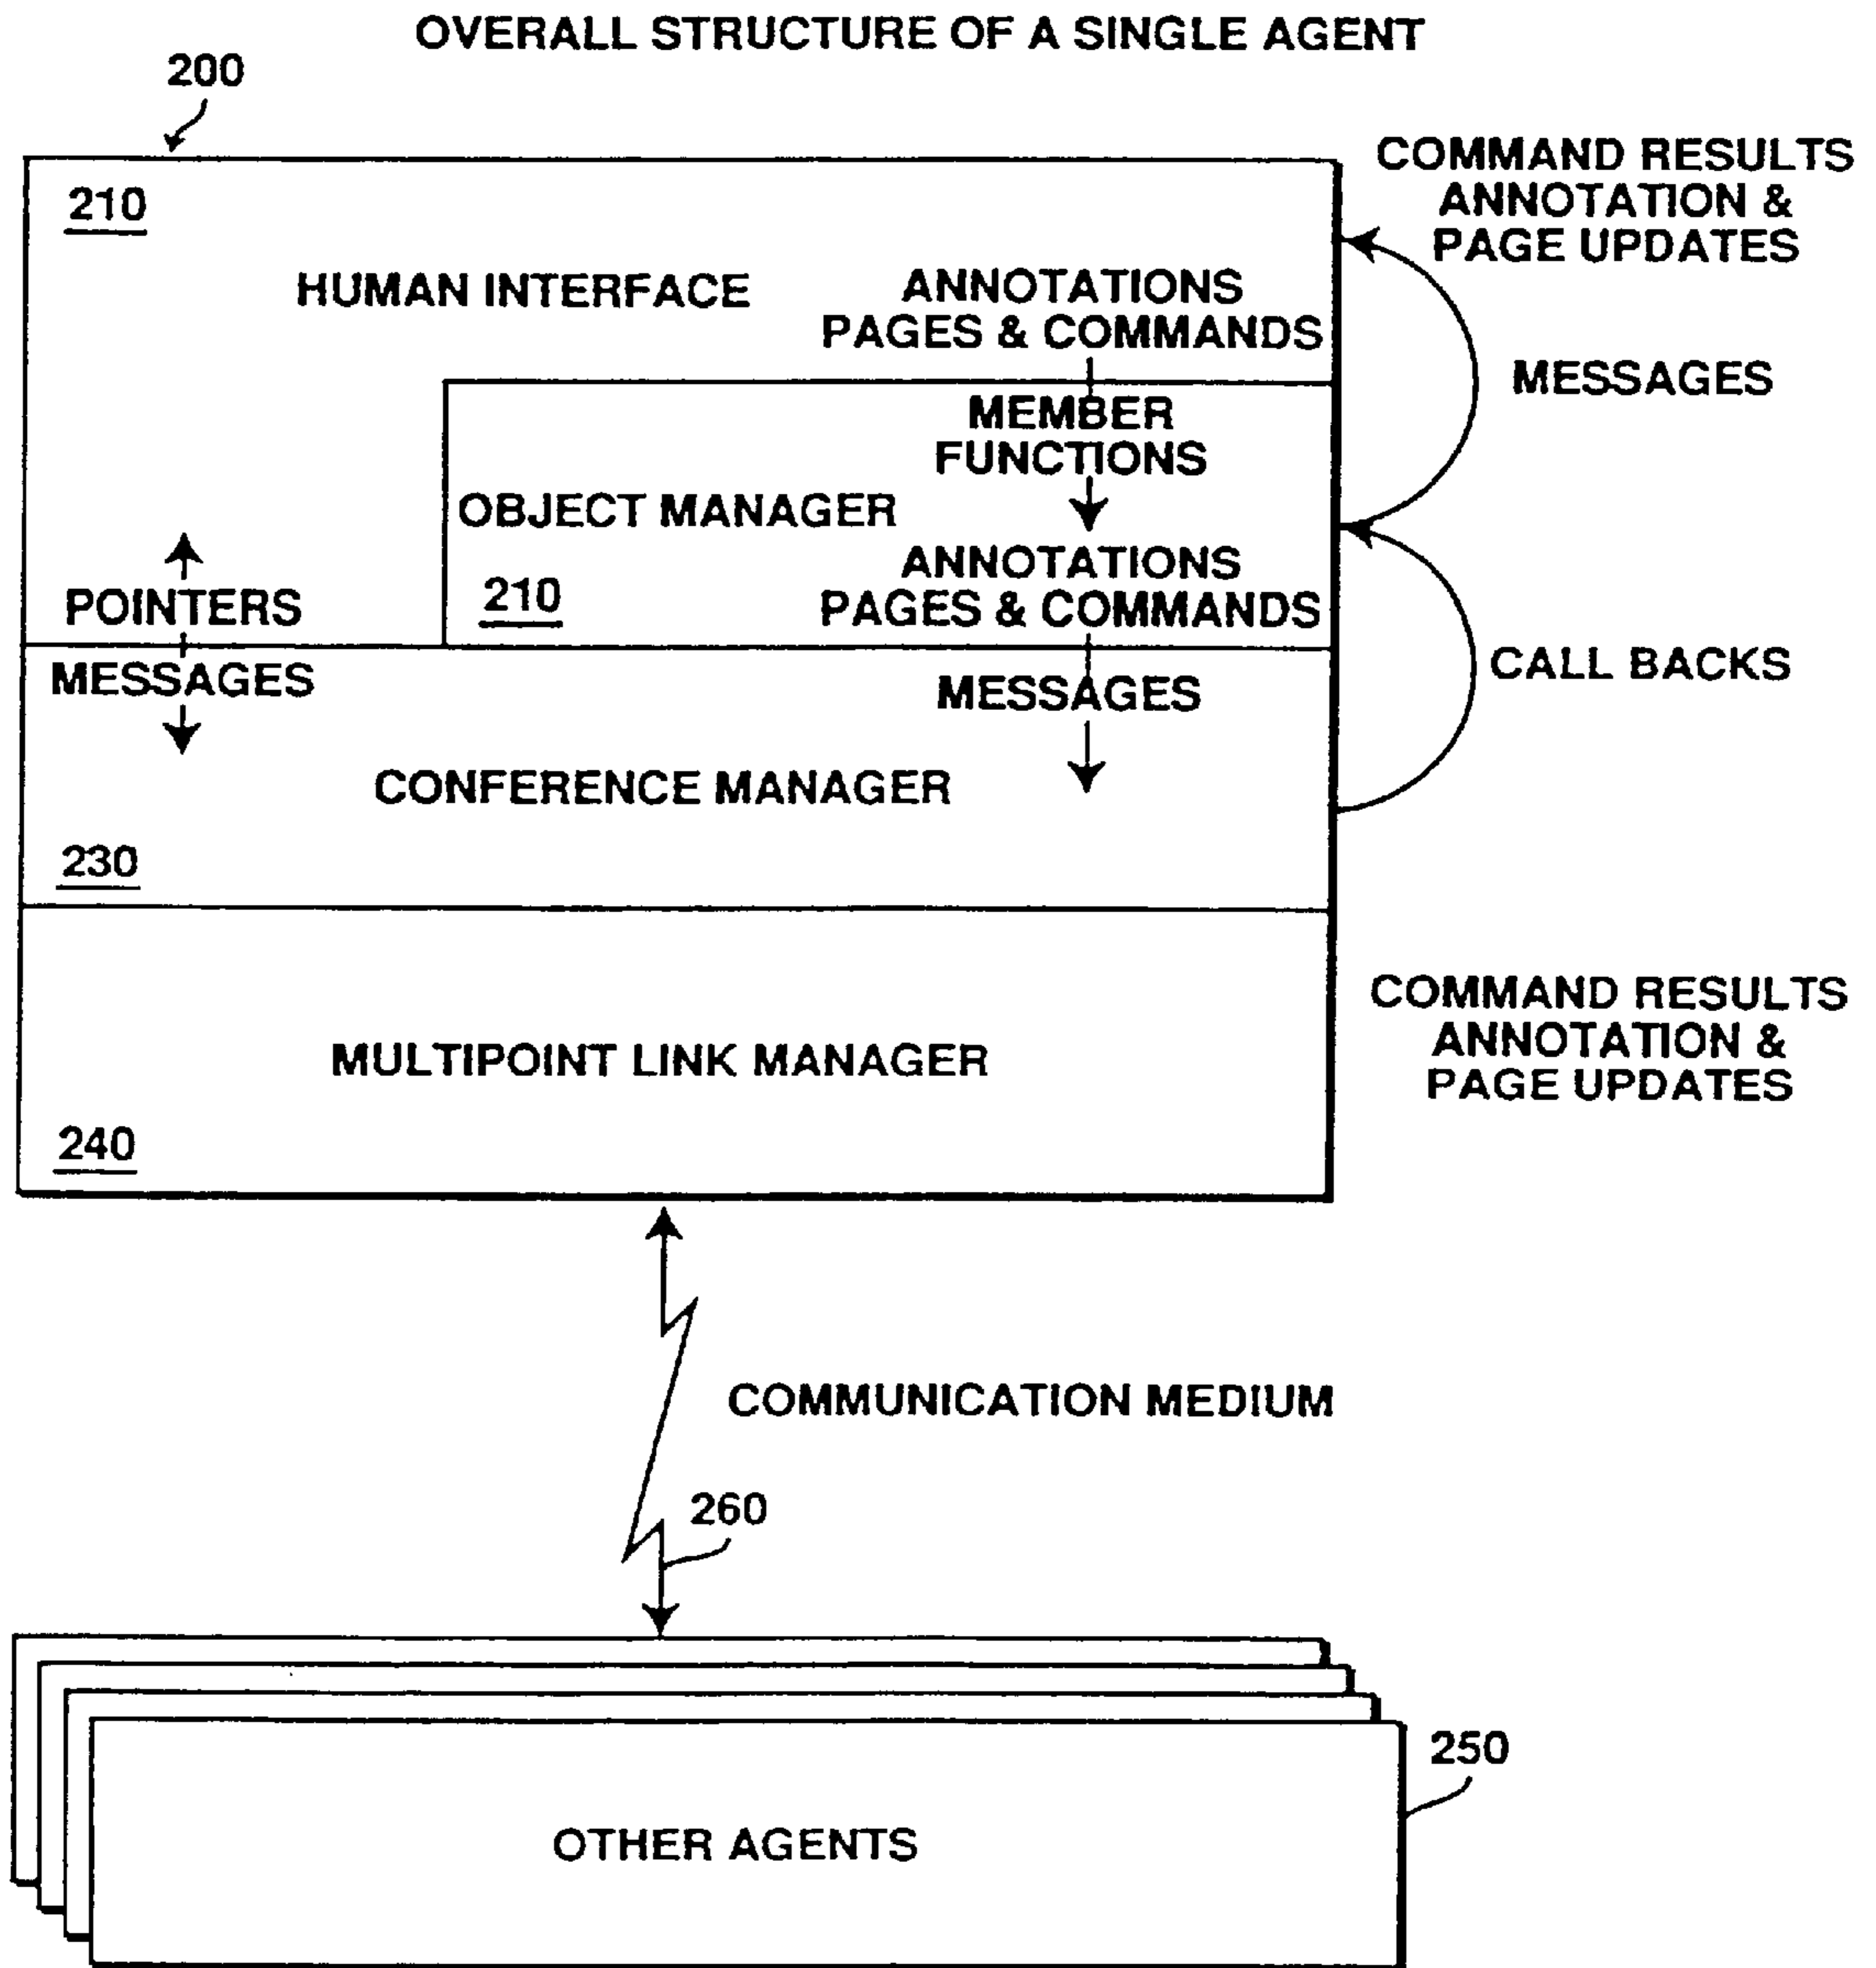 OVERALL STRUCTURE OF A SINGLE AGENT
200
COMMAND RESULTS
ANNOTATION &
PAGE UPDATES
210
HUMAN INTERFACE
ANNOTATIONS
PAGES & COMMANDS
MESSAGES
MEMBER
FUNCTIONS
OBJECT MANAGER
ANNOTATIONS
PAGES & COMMANDS
210
POINTERS
MESSAGES
MESSAGES
CALL BACKS
CONFERENCE MANAGER
230
COMMAND RESULTS
ANNOTATION &
PAGE UPDATES
MULTIPOINT LINK MANAGER
240
COMMUNICATION MEDIUM
260
250
OTHER AGENTS